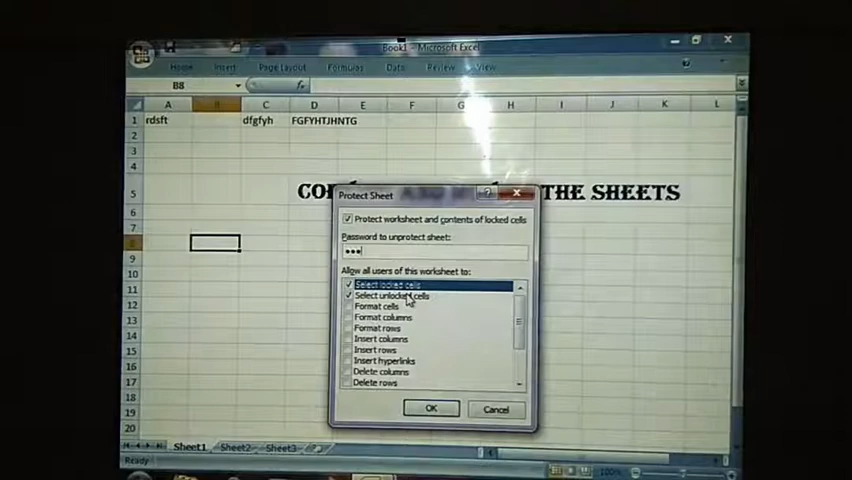 Book1 - Microsoft Excel
Home Insert Page Layout Formulas Data Review View
B8 fx
A B C D E F G H I J K L
1 rdsft dfgfyh FGFYHTJHNTG
2
3
4
5 THE SHEETS
6
7
8
9
10
11
12
13
14
15
16
17
18
19
20
Protect Sheet
Protect worksheet and contents of locked cells
Password to unprotect sheet:
Allow all users of this worksheet to:
Select locked cells
Select unlocked cells
Format cells
Format columns
Format rows
Insert columns
Insert rows
Insert hyperlinks
Delete columns
Delete rows
OK Cancel
Sheet1 Sheet2 Sheet3
Ready 100%